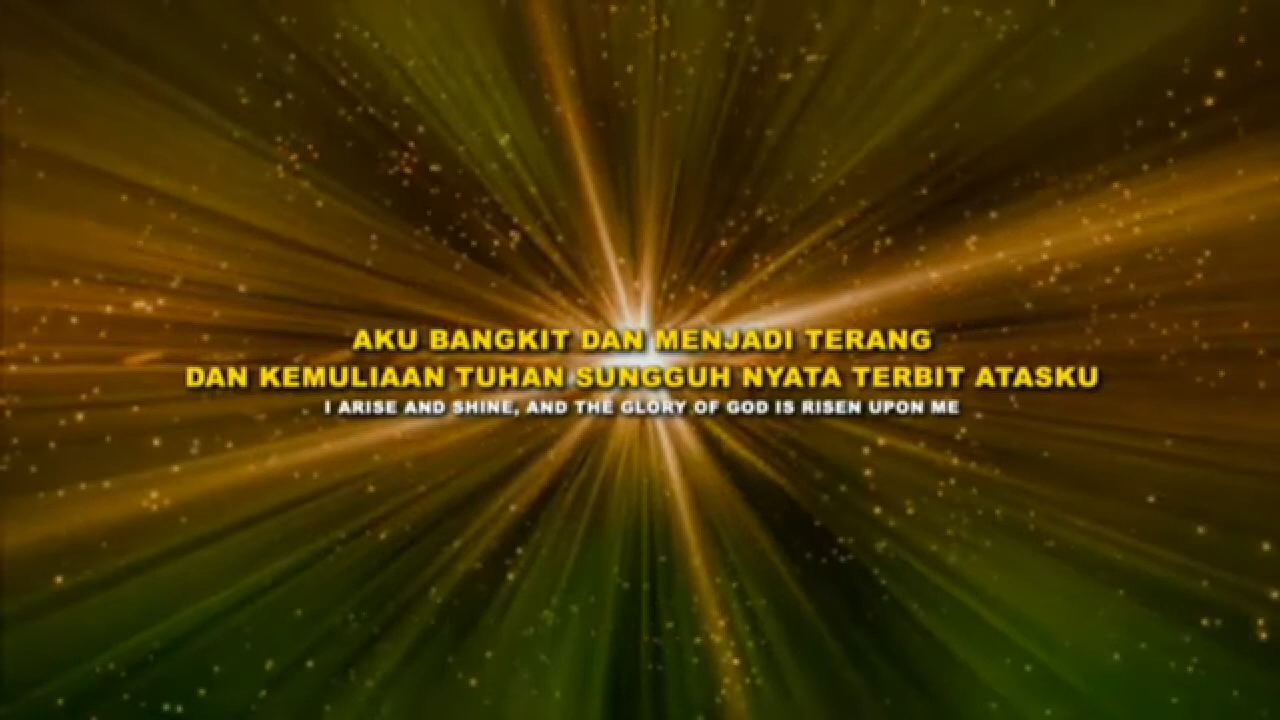 AKU BANGKIT DAN MENJADI TERANG
DAN KEMULIAAN TUHAN SUNGGUH NYATA TERBIT ATASKU
I ARISE AND SHINE, AND THE GLORY OF GOD IS RISEN UPON ME